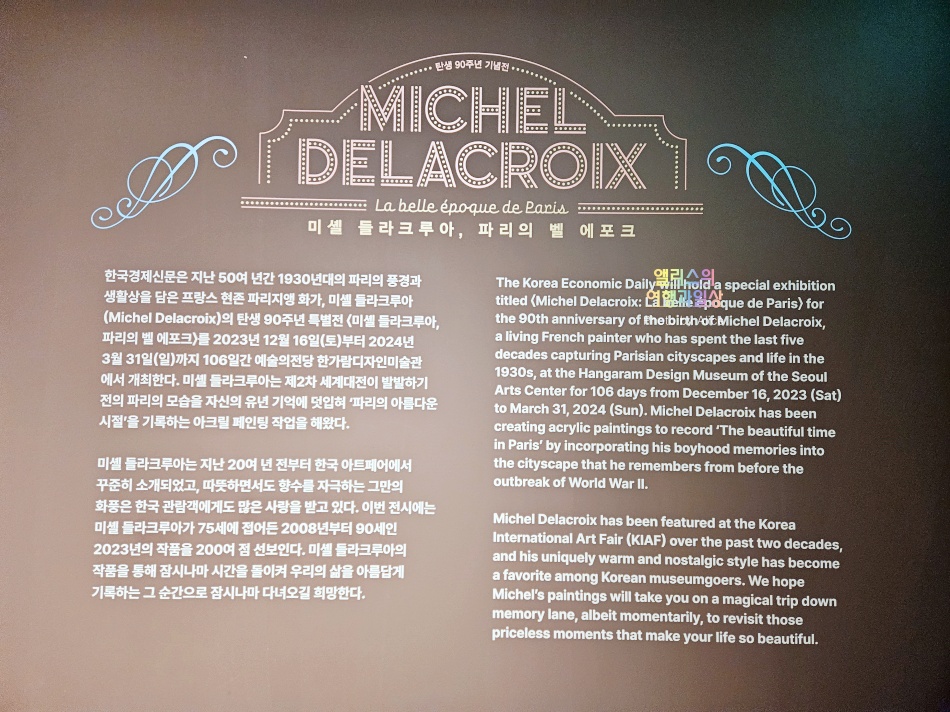 탄생 90주년 기념전
MICHEL
DELACROIX
La belle époque de Paris
미셸 들라크루아, 파리의 벨 에포크
한국경제신문은 지난 50여 년간 1930년대의 파리의 풍경과
생활상을 담은 프랑스 현존 파리지앵 화가, 미셸 들라크루아
(Michel Delacroix)의 탄생 90주년 특별전 〈미셸 들라크루아,
파리의 벨 에포크〉를 2023년 12월 16일(토)부터 2024년
3월 31일(일)까지 106일간 예술의전당 한가람디자인미술관
에서 개최한다. 미셸 들라크루아는 제2차 세계대전이 발발하기
전의 파리의 모습을 자신의 유년 기억에 덧입혀 ‘파리의 아름다운
시절’을 기록하는 아크릴 페인팅 작업을 해왔다.
미셸 들라크루아는 지난 20여 년 전부터 한국 아트페어에서
꾸준히 소개되었고, 따뜻하면서도 향수를 자극하는 그만의
화풍은 한국 관람객에게도 많은 사랑을 받고 있다. 이번 전시에는
미셸 들라크루아가 75세에 접어든 2008년부터 90세인
2023년의 작품을 200여 점 선보인다. 미셸 들라크루아의
작품을 통해 잠시나마 시간을 돌이켜 우리의 삶을 아름답게
기록하는 그 순간으로 잠시나마 다녀오길 희망한다.
The Korea Economic Daily will hold a special exhibition
titled 〈Michel Delacroix: La belle époque de Paris〉 for
the 90th anniversary of the birth of Michel Delacroix,
a living French painter who has spent the last five
decades capturing Parisian cityscapes and life in the
1930s, at the Hangaram Design Museum of the Seoul
Arts Center for 106 days from December 16, 2023 (Sat)
to March 31, 2024 (Sun). Michel Delacroix has been
creating acrylic paintings to record ‘The beautiful time
in Paris’ by incorporating his boyhood memories into
the cityscape that he remembers from before the
outbreak of World War II.
Michel Delacroix has been featured at the Korea
International Art Fair (KIAF) over the past two decades,
and his uniquely warm and nostalgic style has become
a favorite among Korean museumgoers. We hope
Michel’s paintings will take you on a magical trip down
memory lane, albeit momentarily, to revisit those
priceless moments that make your life so beautiful.
앨리스의
여행과일상